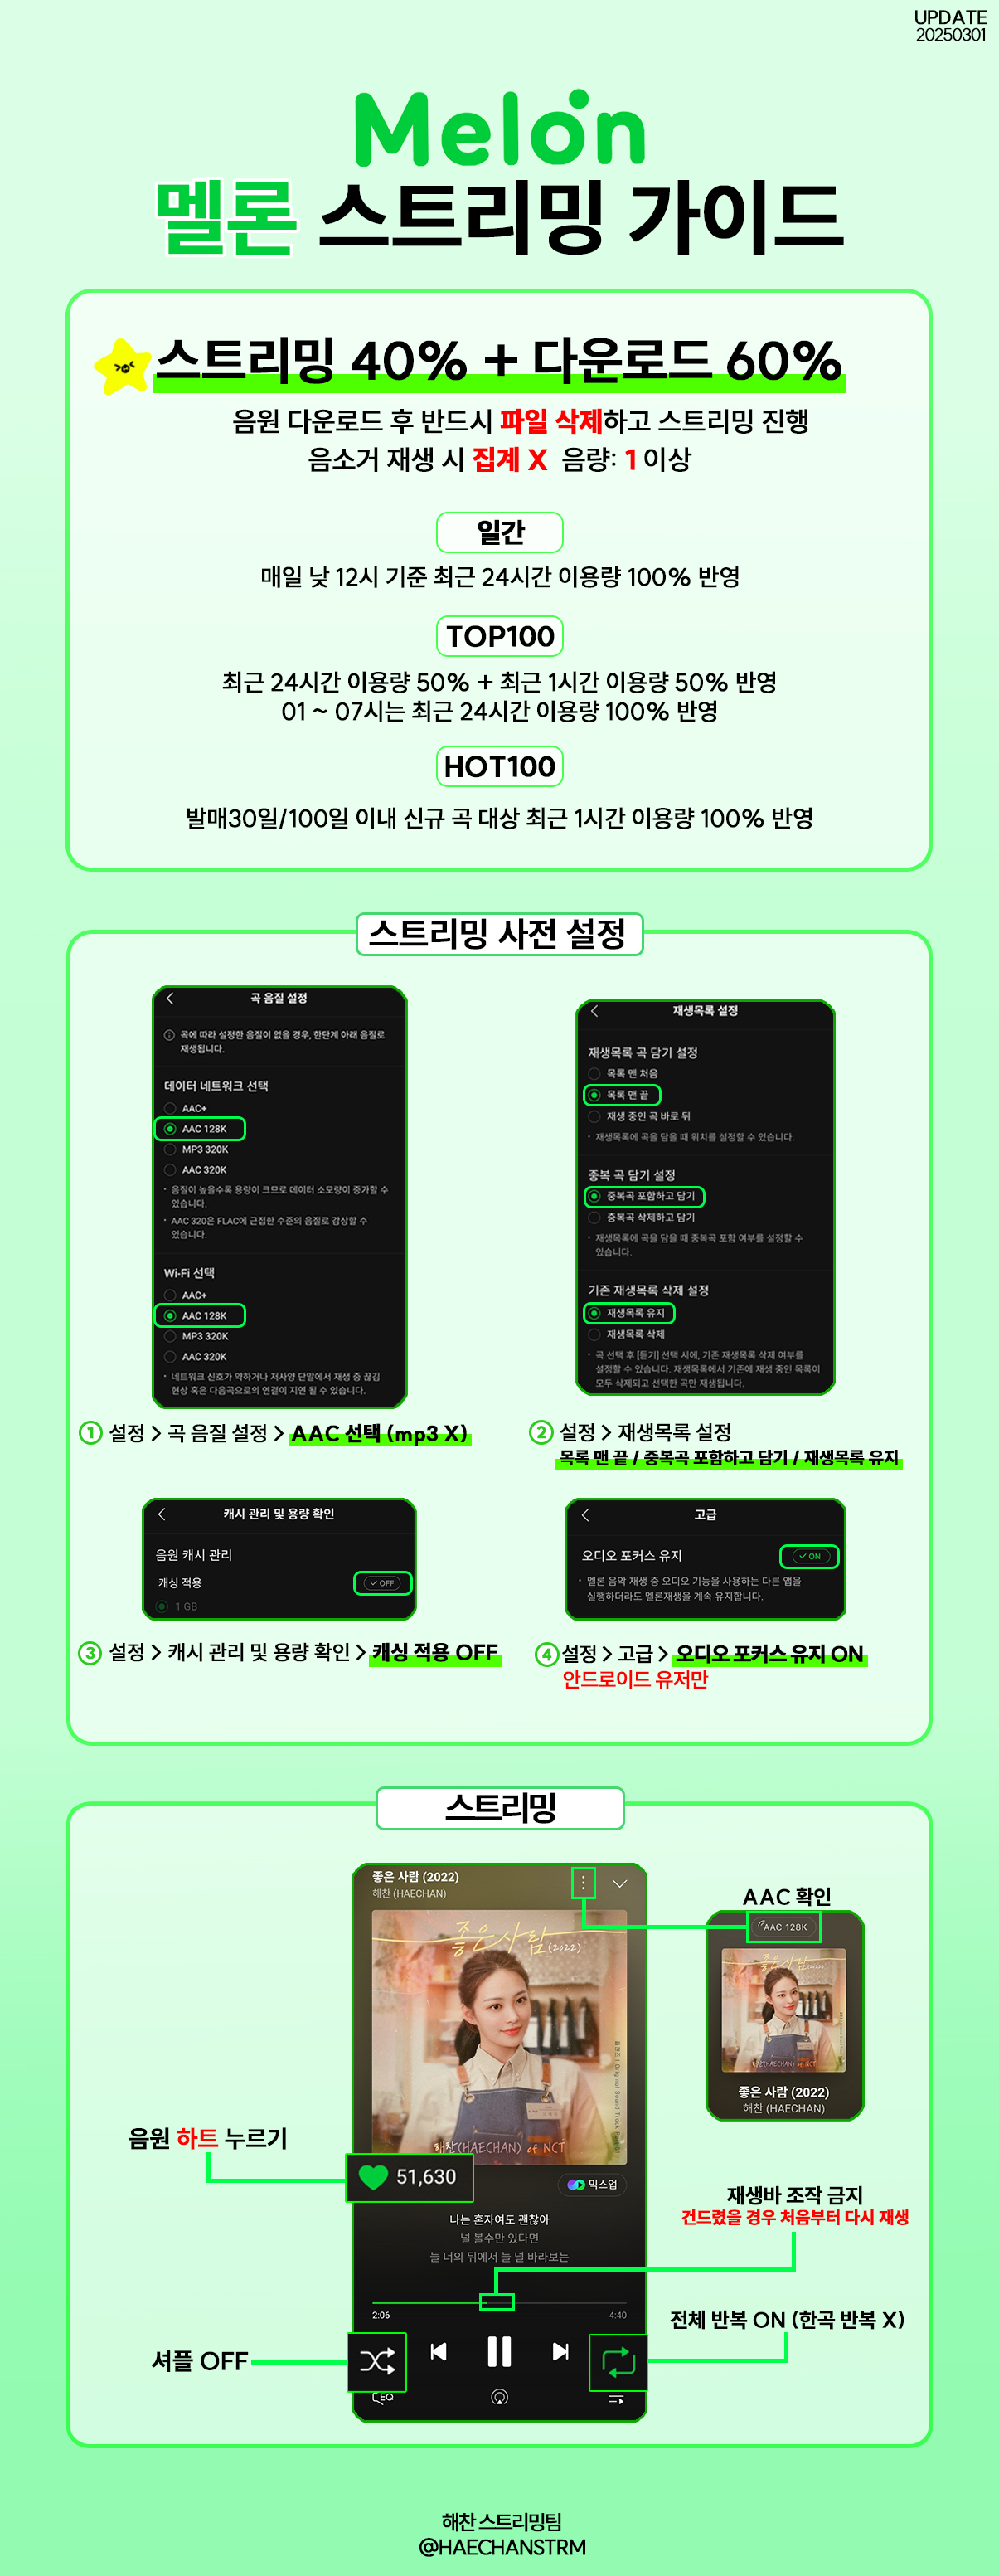 UPDATE
20250301
Melon
멜론 스트리밍 가이드
스트리밍 40% + 다운로드 60%
음원 다운로드 후 반드시 파일 삭제하고 스트리밍 진행
음소거 재생 시 집계 X 음량: 1 이상
일간
매일 낮 12시 기준 최근 24시간 이용량 100% 반영
TOP100
최근 24시간 이용량 50% + 최근 1시간 이용량 50% 반영
01 ~ 07시는 최근 24시간 이용량 100% 반영
HOT100
발매30일/100일 이내 신규 곡 대상 최근 1시간 이용량 100% 반영
스트리밍 사전 설정
곡 음질 설정
곡에 따라 설정한 음질이 없을 경우, 한단계 아래 음질로
재생됩니다.
데이터 네트워크 선택
AAC+
AAC 128K
MP3 320K
AAC 320K
· 음질이 높을수록 용량이 크므로 데이터 소모량이 증가할 수
있습니다.
· AAC 320은 FLAC에 근접한 수준의 음질로 감상할 수
있습니다.
Wi-Fi 선택
AAC+
AAC 128K
MP3 320K
AAC 320K
· 네트워크 신호가 약하거나 저사양 단말에서 재생 중 끊김
현상 혹은 다음곡으로의 연결이 지연 될 수 있습니다.
① 설정 > 곡 음질 설정 > AAC 선택 (mp3 X)
재생목록 설정
재생목록 곡 담기 설정
목록 맨 처음
목록 맨 끝
재생 중인 곡 바로 뒤
· 재생목록에 곡을 담을 때 위치를 설정할 수 있습니다.
중복 곡 담기 설정
중복곡 포함하고 담기
중복곡 삭제하고 담기
· 재생목록에 곡을 담을 때 중복곡 포함 여부를 설정할 수
있습니다.
기존 재생목록 삭제 설정
재생목록 유지
재생목록 삭제
· 곡 선택 후 [듣기] 선택 시에, 기존 재생목록 삭제 여부를
설정할 수 있습니다. 재생목록에서 기존에 재생 중인 목록이
모두 삭제되고 선택한 곡만 재생됩니다.
② 설정 > 재생목록 설정
목록 맨 끝 / 중복곡 포함하고 담기 / 재생목록 유지
캐시 관리 및 용량 확인
음원 캐시 관리
캐싱 적용
OFF
1 GB
③ 설정 > 캐시 관리 및 용량 확인 > 캐싱 적용 OFF
고급
오디오 포커스 유지
ON
· 멜론 음악 재생 중 오디오 기능을 사용하는 다른 앱을
실행하더라도 멜론재생을 계속 유지합니다.
④ 설정 > 고급 > 오디오 포커스 유지 ON
안드로이드 유저만
스트리밍
좋은 사람 (2022)
해찬 (HAECHAN)
좋은 사람 (2022)
해찬(HAECHAN) of NCT
AAC 확인
AAC 128K
좋은 사람 (2022)
해찬 (HAECHAN)
음원 하트 누르기
51,630
믹스업
나는 혼자여도 괜찮아
널 볼수만 있다면
늘 너의 뒤에서 늘 널 바라보는
재생바 조작 금지
건드렸을 경우 처음부터 다시 재생
2:06
4:40
전체 반복 ON (한곡 반복 X)
셔플 OFF
EQ
해찬 스트리밍팀
@HAECHANSTRM